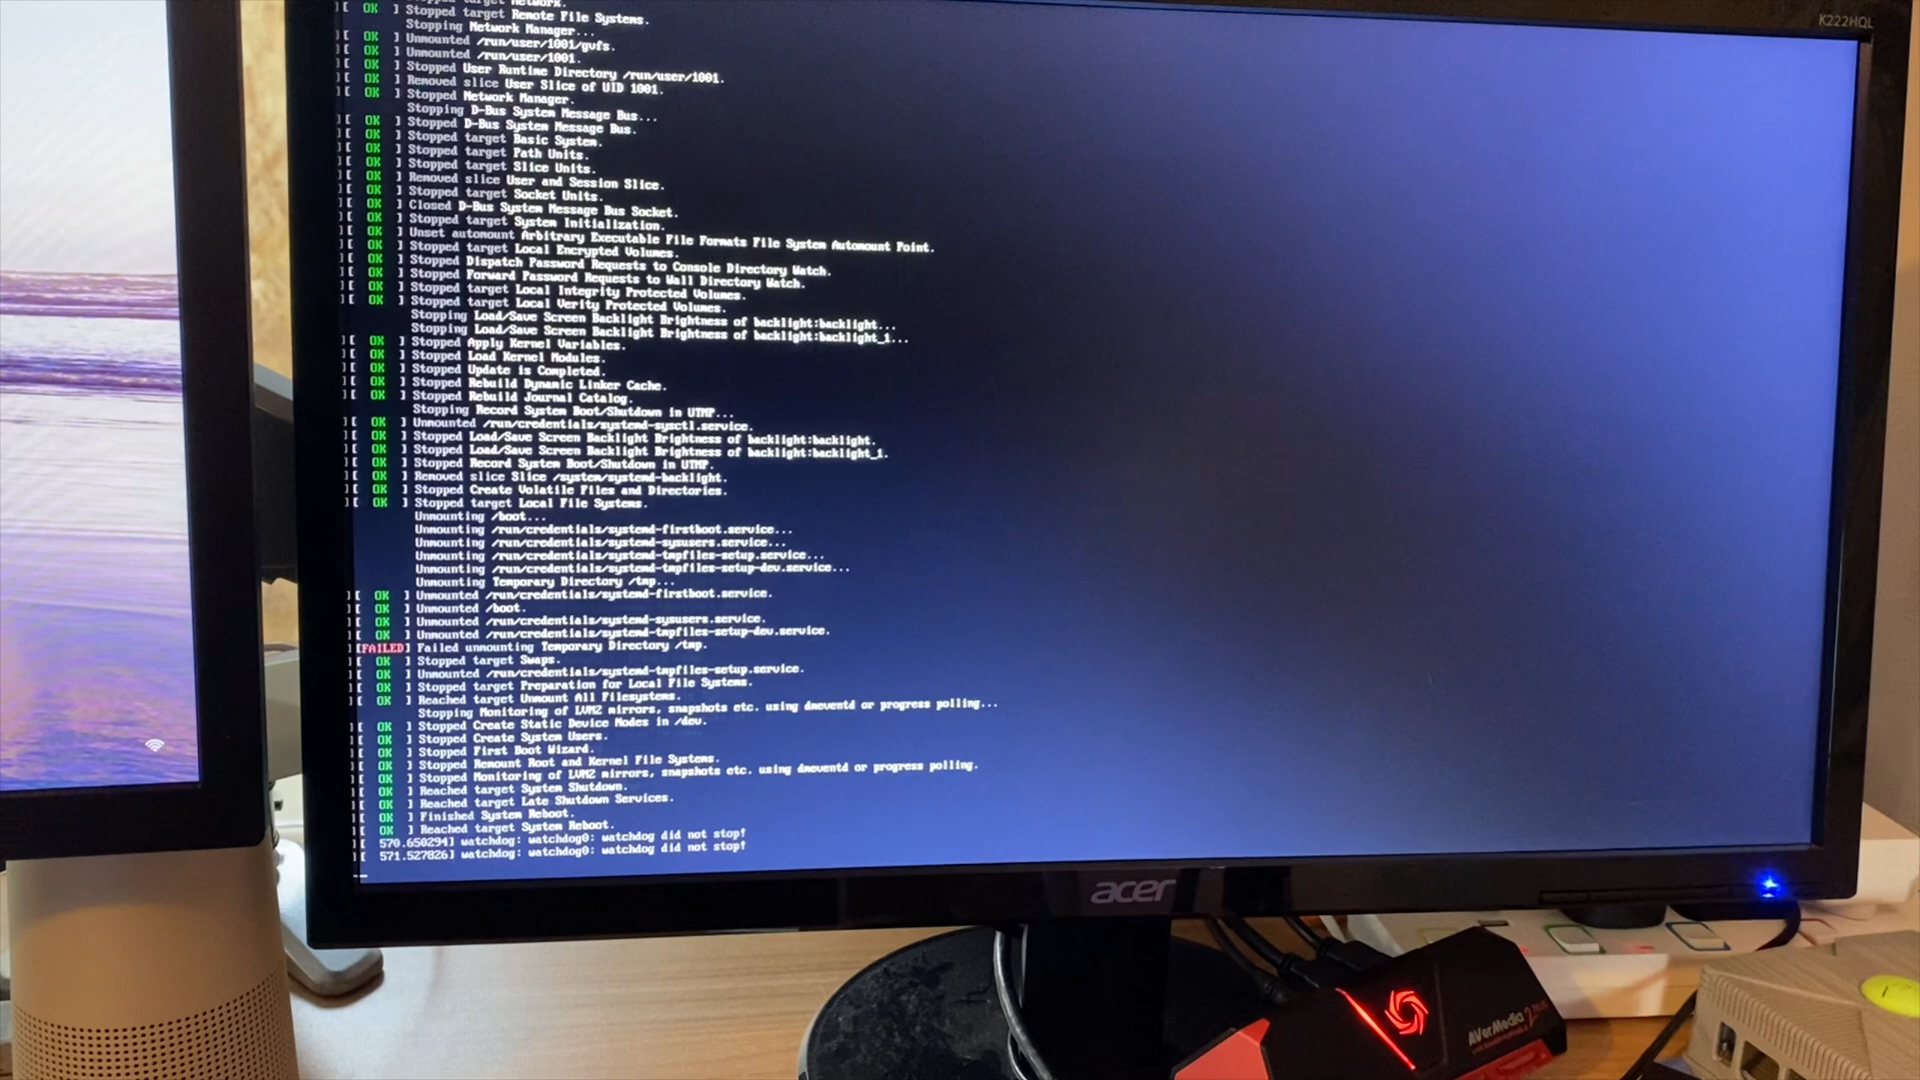 K222HQL
][ OK ] Stopped target Network.
][ OK ] Stopped target Remote File Systems.
Stopping Network Manager...
][ OK ] Unmounted /run/user/1001/gvfs.
][ OK ] Unmounted /run/user/1001.
][ OK ] Stopped User Runtime Directory /run/user/1001.
][ OK ] Removed slice User Slice of UID 1001.
][ OK ] Stopped Network Manager.
Stopping D-Bus System Message Bus...
][ OK ] Stopped D-Bus System Message Bus.
][ OK ] Stopped target Basic System.
][ OK ] Stopped target Path Units.
][ OK ] Stopped target Slice Units.
][ OK ] Removed slice User and Session Slice.
][ OK ] Stopped target Socket Units.
][ OK ] Closed D-Bus System Message Bus Socket.
][ OK ] Stopped target System Initialization.
][ OK ] Unset automount Arbitrary Executable File Formats File System Automount Point.
][ OK ] Stopped target Local Encrypted Volumes.
][ OK ] Stopped Dispatch Password Requests to Console Directory Watch.
][ OK ] Stopped Forward Password Requests to Wall Directory Watch.
][ OK ] Stopped target Local Integrity Protected Volumes.
][ OK ] Stopped target Local Verity Protected Volumes.
Stopping Load/Save Screen Backlight Brightness of backlight:backlight...
Stopping Load/Save Screen Backlight Brightness of backlight:backlight_1...
][ OK ] Stopped Apply Kernel Variables.
][ OK ] Stopped Load Kernel Modules.
][ OK ] Stopped Update is Completed.
][ OK ] Stopped Rebuild Dynamic Linker Cache.
][ OK ] Stopped Rebuild Journal Catalog.
Stopping Record System Boot/Shutdown in UTMP...
][ OK ] Unmounted /run/credentials/systemd-sysctl.service.
][ OK ] Stopped Load/Save Screen Backlight Brightness of backlight:backlight.
][ OK ] Stopped Load/Save Screen Backlight Brightness of backlight:backlight_1.
][ OK ] Stopped Record System Boot/Shutdown in UTMP.
][ OK ] Removed slice Slice /system/systemd-backlight.
][ OK ] Stopped Create Volatile Files and Directories.
][ OK ] Stopped target Local File Systems.
Unmounting /boot...
Unmounting /run/credentials/systemd-firstboot.service...
Unmounting /run/credentials/systemd-sysusers.service...
Unmounting /run/credentials/systemd-tmpfiles-setup.service...
Unmounting /run/credentials/systemd-tmpfiles-setup-dev.service...
Unmounting Temporary Directory /tmp...
][ OK ] Unmounted /run/credentials/systemd-firstboot.service.
][ OK ] Unmounted /boot.
][ OK ] Unmounted /run/credentials/systemd-sysusers.service.
][ OK ] Unmounted /run/credentials/systemd-tmpfiles-setup-dev.service.
][FAILED] Failed unmounting Temporary Directory /tmp.
][ OK ] Stopped target Swaps.
][ OK ] Unmounted /run/credentials/systemd-tmpfiles-setup.service.
][ OK ] Stopped target Preparation for Local File Systems.
][ OK ] Reached target Unmount All Filesystems.
Stopping Monitoring of LVM2 mirrors, snapshots etc. using dmeventd or progress polling...
][ OK ] Stopped Create Static Device Nodes in /dev.
][ OK ] Stopped Create System Users.
][ OK ] Stopped First Boot Wizard.
][ OK ] Stopped Remount Root and Kernel File Systems.
][ OK ] Stopped Monitoring of LVM2 mirrors, snapshots etc. using dmeventd or progress polling.
][ OK ] Reached target System Shutdown.
][ OK ] Reached target Late Shutdown Services.
][ OK ] Finished System Reboot.
][ OK ] Reached target System Reboot.
][ 570.650294] watchdog: watchdog0: watchdog did not stop!
][ 571.527826] watchdog: watchdog0: watchdog did not stop!
acer
AVerMedia